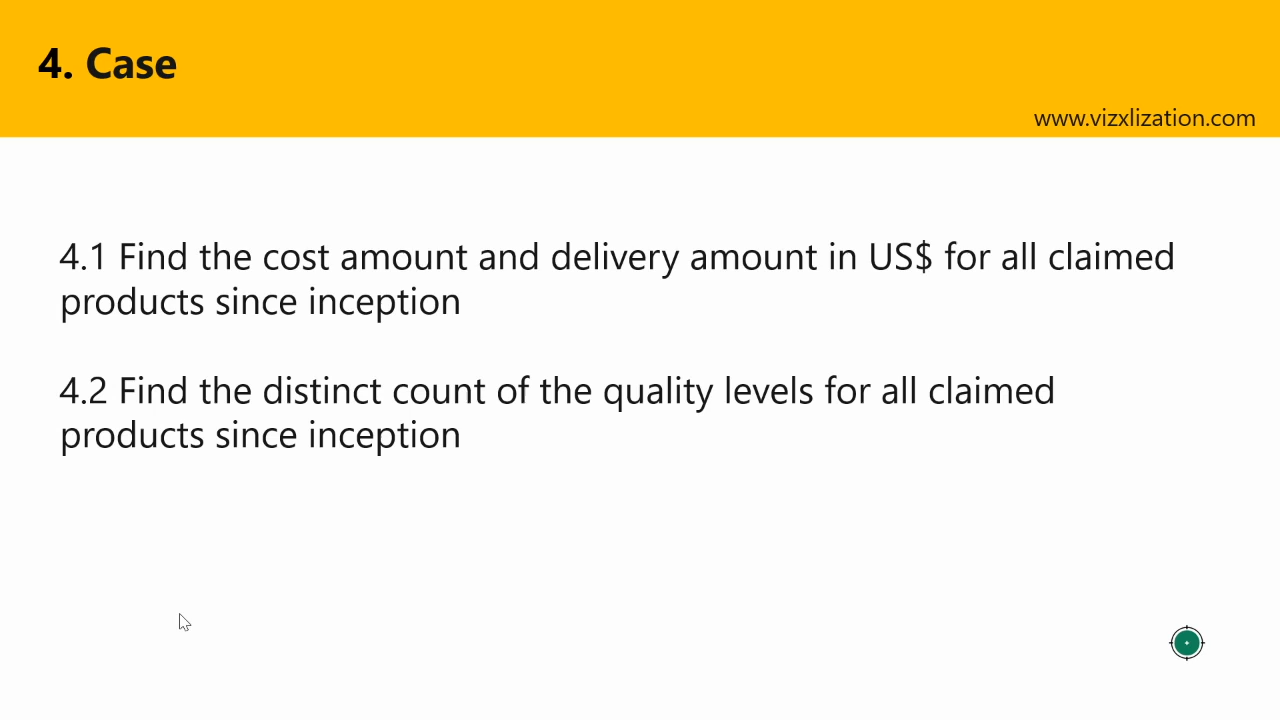 4. Case
www.vizxlization.com
4.1 Find the cost amount and delivery amount in US$ for all claimed
products since inception
4.2 Find the distinct count of the quality levels for all claimed
products since inception